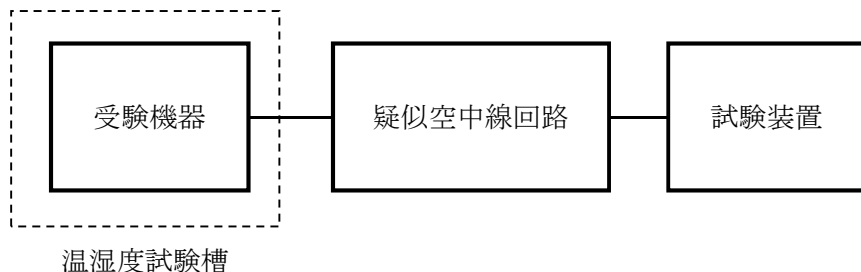 受験機器
疑似空中線回路
試験装置
温湿度試験槽